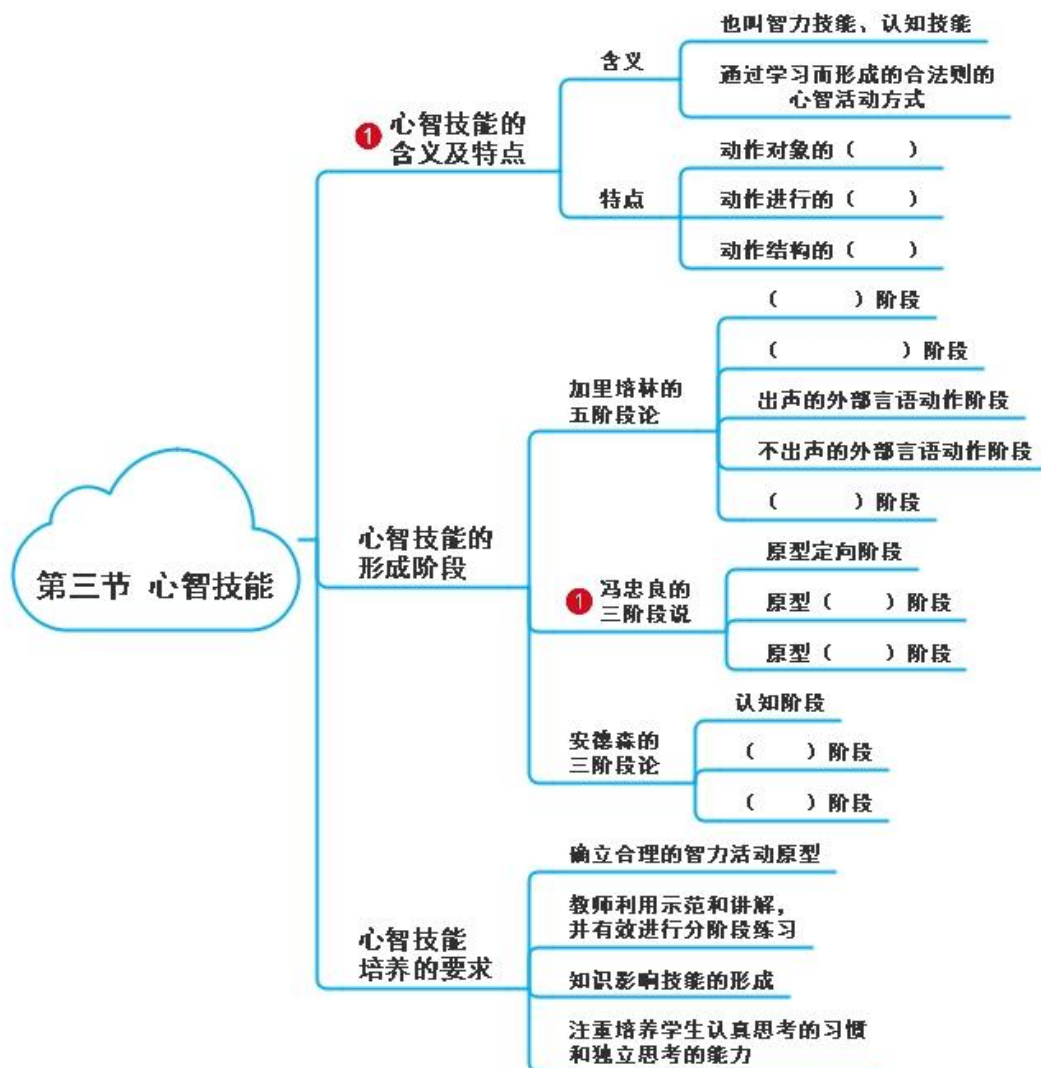 第三节 心智技能
1 心智技能的
含义及特点
含义
也叫智力技能、认知技能
通过学习而形成的合法则的
心智活动方式
特点
动作对象的（ ）
动作进行的（ ）
动作结构的（ ）
心智技能的
形成阶段
加里培林的
五阶段论
（ ）阶段
（ ）阶段
出声的外部言语动作阶段
不出声的外部言语动作阶段
（ ）阶段
1 冯忠良的
三阶段说
原型定向阶段
原型（ ）阶段
原型（ ）阶段
安德森的
三阶段论
认知阶段
（ ）阶段
（ ）阶段
心智技能
培养的要求
确立合理的智力活动原型
教师利用示范和讲解，
并有效进行分阶段练习
知识影响技能的形成
注重培养学生认真思考的习惯
和独立思考的能力